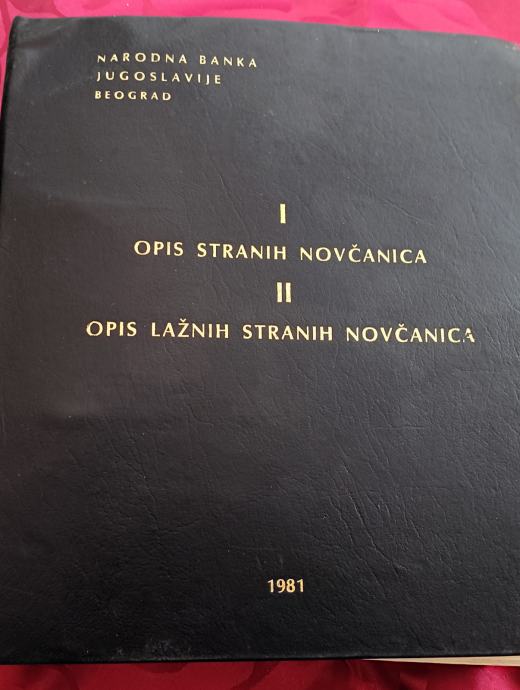 NARODNA BANKA
JUGOSLAVIJE
BEOGRAD
I
OPIS STRANIH NOVČANICA
II
OPIS LAŽNIH STRANIH NOVČANICA
1981